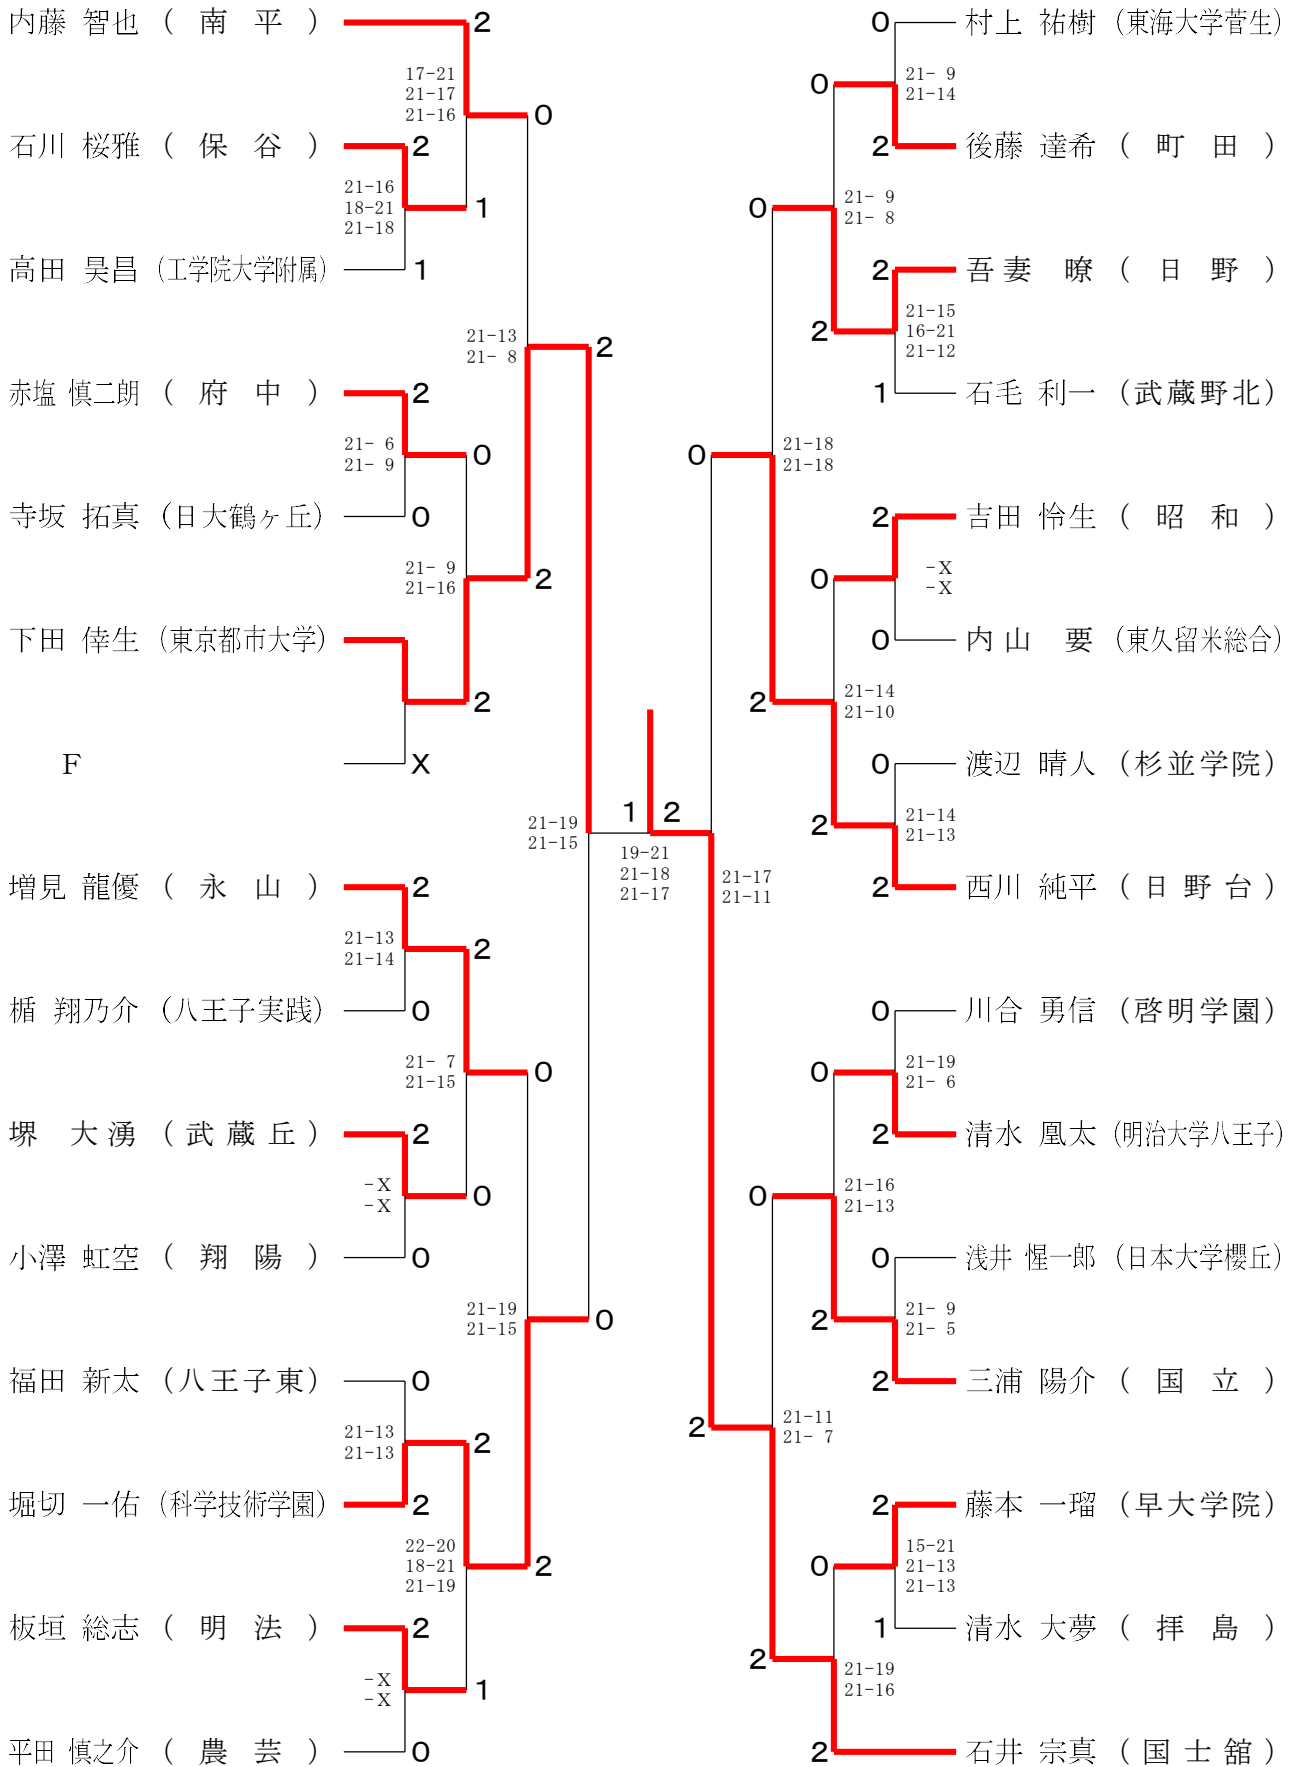 内藤 智也 ( 南 平 ) 2
17-21
21-17
21-16
0
石川 桜雅 ( 保 谷 ) 2
21-16
18-21
21-18
1
高田 昊昌 (工学院大学附属) 1
21-13
21- 8
2
赤塩 慎二朗 ( 府 中 ) 2
21- 6
21- 9
0
寺坂 拓真 (日大鶴ヶ丘) 0
21- 9
21-16
2
下田 倖生 (東京都市大学)
2
F X
21-19
21-15
増見 龍優 ( 永 山 ) 2
21-13
21-14
2
楯 翔乃介 (八王子実践) 0
21- 7
21-15
0
堺 大湧 ( 武 蔵 丘 ) 2
-X
-X
0
小澤 虹空 ( 翔 陽 ) 0
21-19
21-15
0
福田 新太 (八王子東) 0
21-13
21-13
2
堀切 一佑 (科学技術学園) 2
22-20
18-21
21-19
2
板垣 総志 ( 明 法 ) 2
-X
-X
1
平田 慎之介 ( 農 芸 ) 0
1 2
19-21
21-18
21-17
0 村上 祐樹 (東海大学菅生)
0
21- 9
21-14
2 後藤 達希 ( 町 田 )
0
21- 9
21- 8
2 吾妻 暸 ( 日 野 )
2
21-15
16-21
21-12
1 石毛 利一 (武蔵野北)
0
21-18
21-18
2 吉田 怜生 ( 昭 和 )
0
-X
-X
0 内山 要 (東久留米総合)
2
21-14
21-10
0 渡辺 晴人 (杉並学院)
2
21-14
21-13
2 西川 純平 ( 日 野 台 )
21-17
21-11
0 川合 勇信 (啓明学園)
0
21-19
21- 6
2 清水 凰太 (明治大学八王子)
0
21-16
21-13
0 浅井 惺一郎 (日本大学櫻丘)
2
21- 9
21- 5
2 三浦 陽介 ( 国 立 )
2
21-11
21- 7
2 藤本 一瑠 (早大学院)
0
15-21
21-13
21-13
1 清水 大夢 ( 拝 島 )
2
21-19
21-16
2 石井 宗真 ( 国 士 舘 )